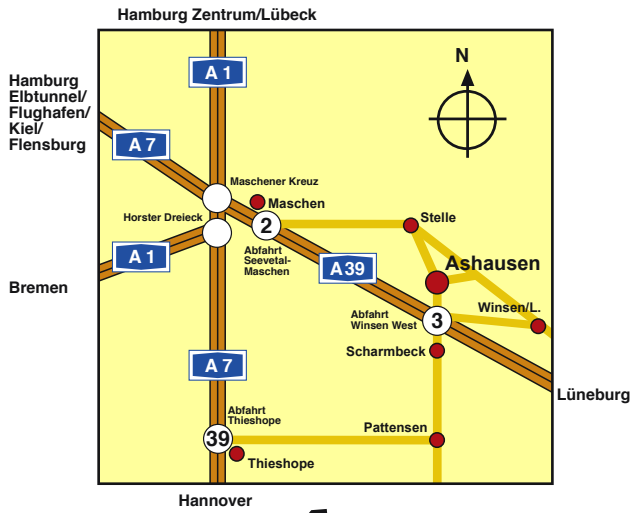 Hamburg Zentrum/Lübeck
Hamburg
Elbtunnel/
Flughafen/
Kiel/
Flensburg
A 1
N
A 7
Maschener Kreuz
Maschen
Horster Dreieck
2
Stelle
A 1
Abfahrt
Seevetal-
Maschen
A 39
Ashausen
Bremen
Winsen/L.
Abfahrt
Winsen West
3
Scharmbeck
A 7
Lüneburg
Abfahrt
Thieshope
39
Pattensen
Thieshope
Hannover